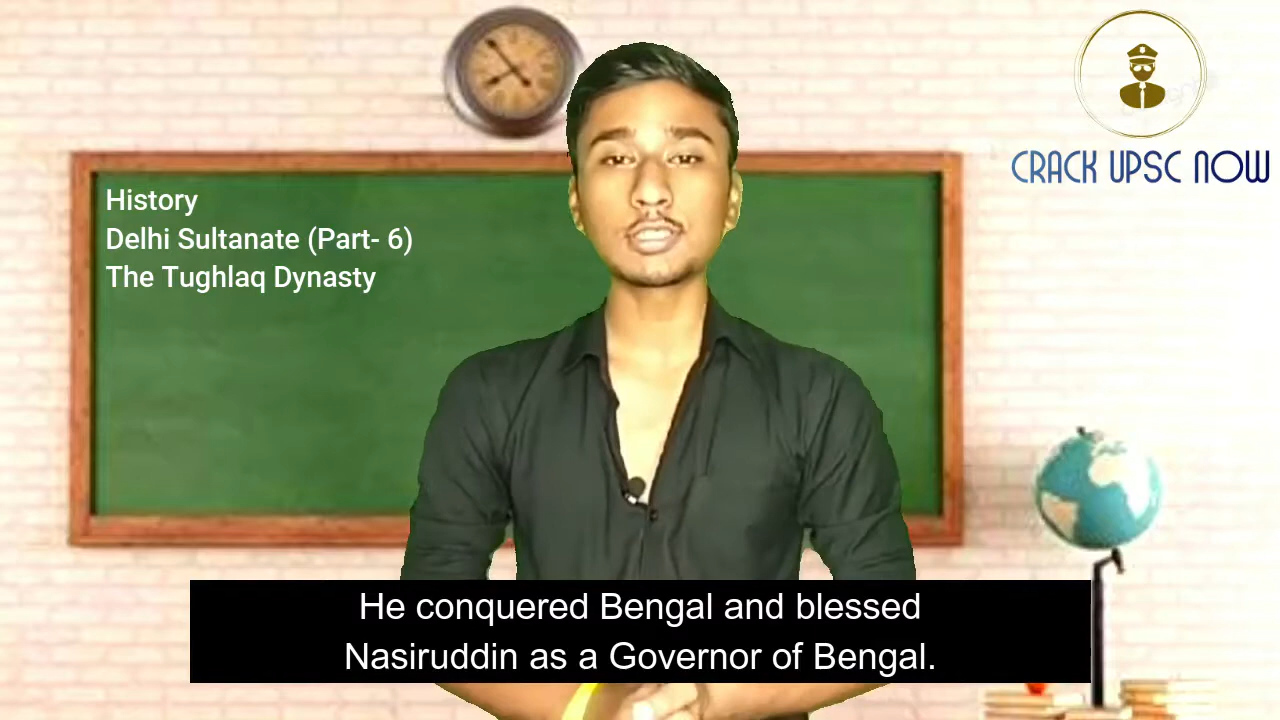 CRACK UPSC NOW
History
Delhi Sultanate (Part- 6)
The Tughlaq Dynasty
He conquered Bengal and blessed
Nasiruddin as a Governor of Bengal.